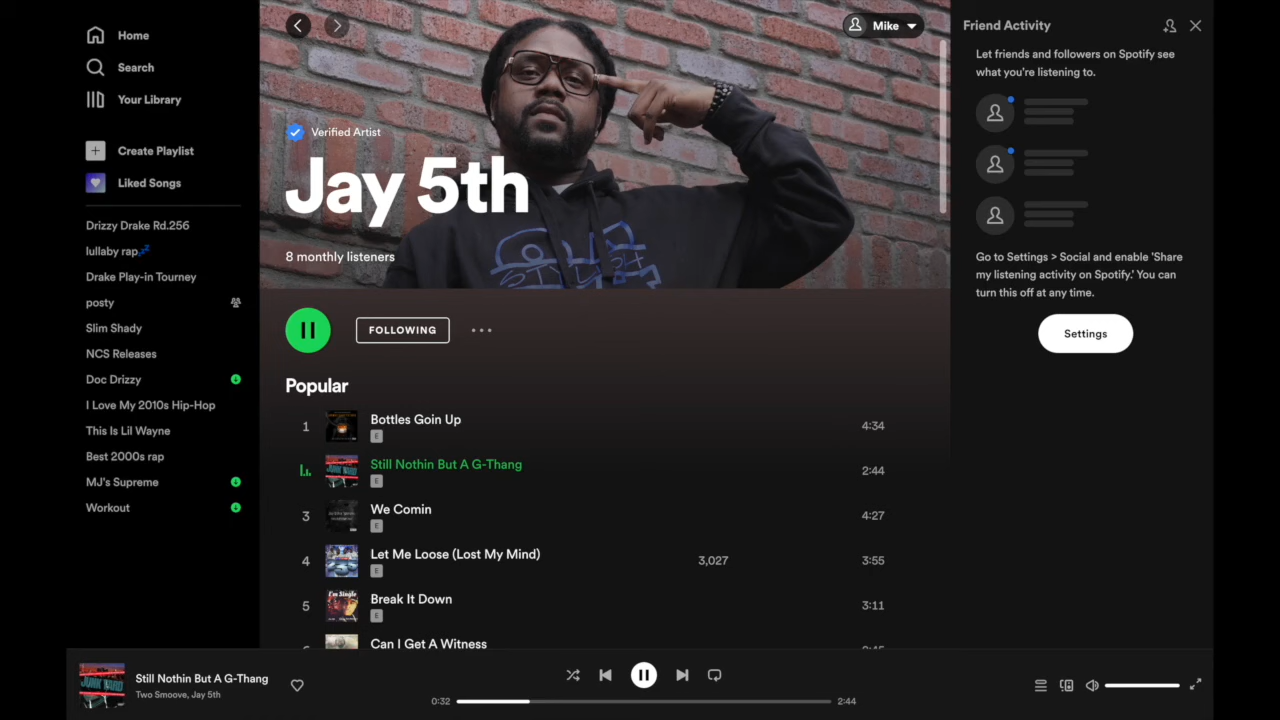 Home
Search
Your Library
Create Playlist
Liked Songs
Drizzy Drake Rd.256
lullaby rap💤
Drake Play-in Tourney
posty
Slim Shady
NCS Releases
Doc Drizzy
I Love My 2010s Hip-Hop
This Is Lil Wayne
Best 2000s rap
MJ's Supreme
Workout
Mike
Verified Artist
Jay 5th
8 monthly listeners
FOLLOWING
Popular
1 Bottles Goin Up 4:34
E
Still Nothin But A G-Thang 2:44
E
3 We Comin 4:27
E
4 Let Me Loose (Lost My Mind) 3,027 3:55
E
5 Break It Down 3:11
E
Can I Get A Witness
Friend Activity
Let friends and followers on Spotify see
what you're listening to.
Go to Settings > Social and enable 'Share
my listening activity on Spotify.' You can
turn this off at any time.
Settings
Still Nothin But A G-Thang
Two Smoove, Jay 5th
0:32
2:44